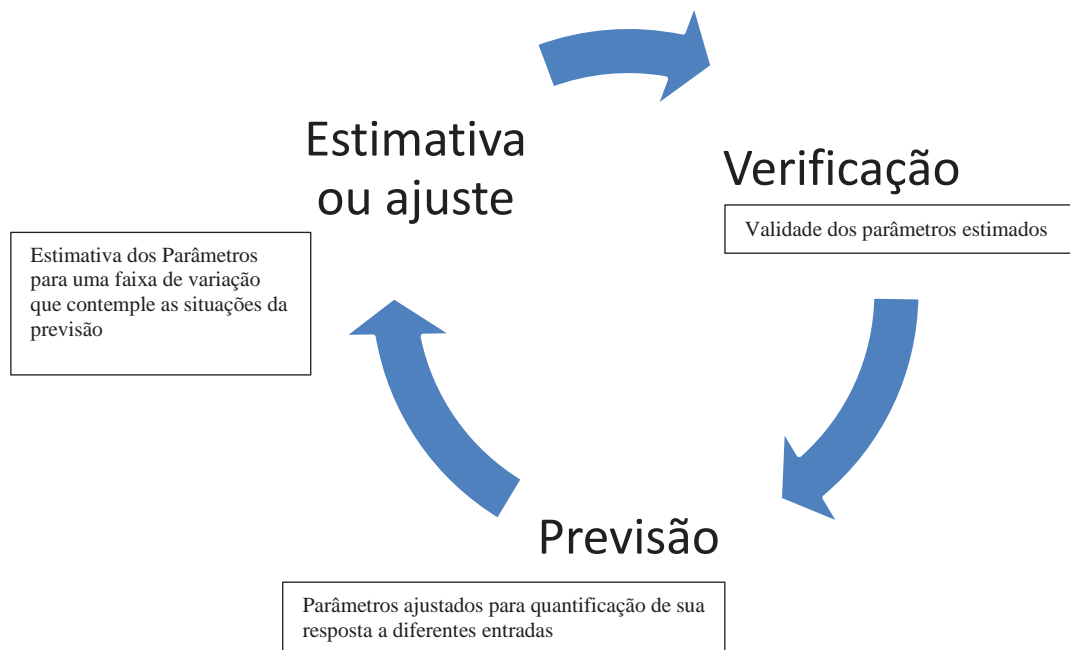 Estimativa
ou ajuste
Estimativa dos Parâmetros
para uma faixa de variação
que contemple as situações da
previsão
Verificação
Validade dos parâmetros estimados
Previsão
Parâmetros ajustados para quantificação de sua
resposta a diferentes entradas